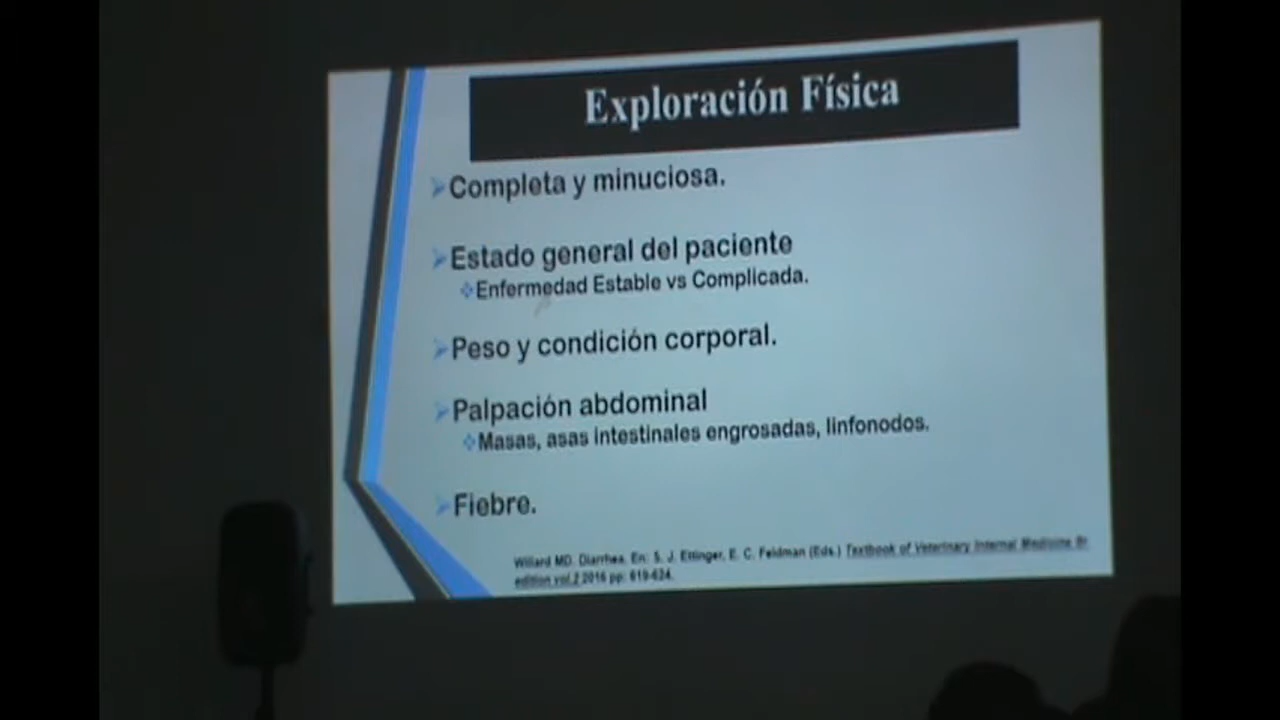 Exploración Física
Completa y minuciosa.
Estado general del paciente
Enfermedad Estable vs Complicada.
Peso y condición corporal.
Palpación abdominal
Masas, asas intestinales engrosadas, linfonodos.
Fiebre.
Willard MD. Diarrhea. En: S. J. Ettinger, E. C. Feldman (Eds.) Textbook of Veterinary Internal Medicine
edition vol.2 2016 pp: 619-624.